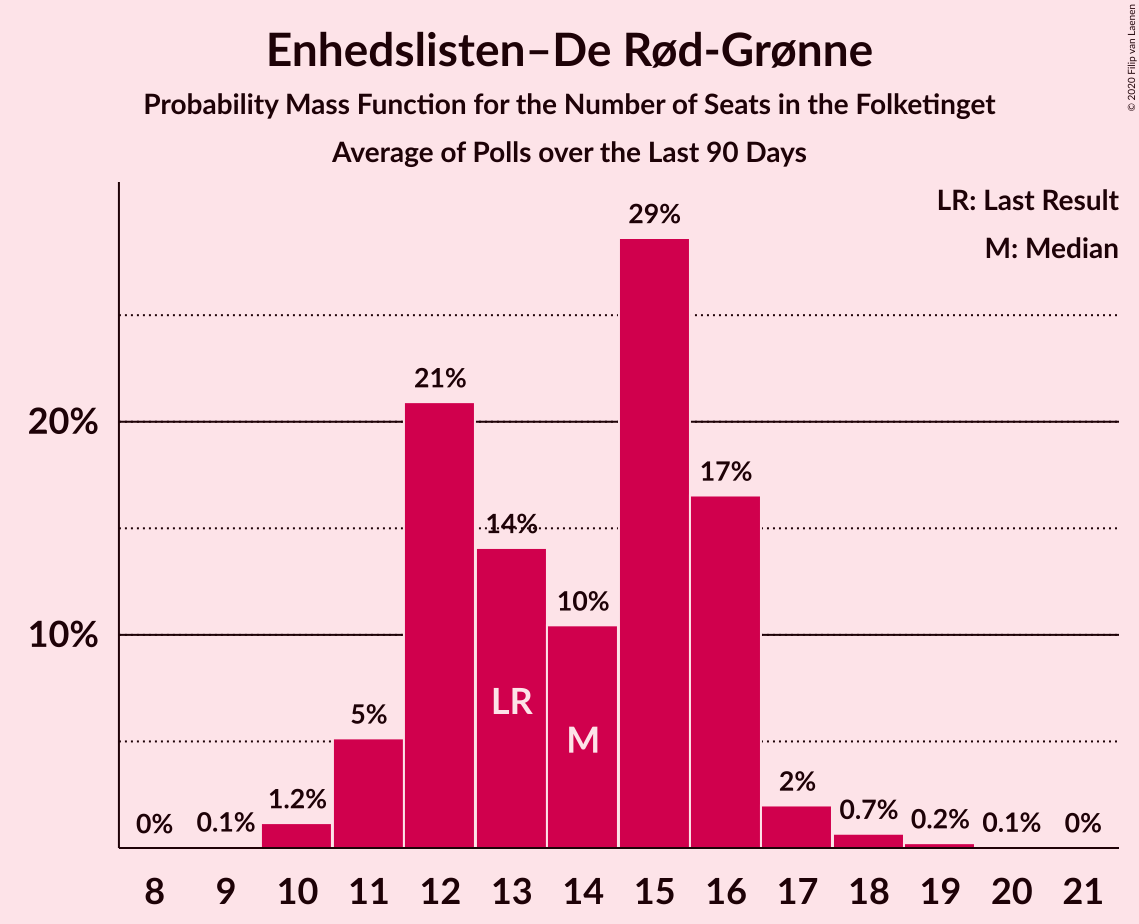 Enhedslisten–De Rød-Grønne
Probability Mass Function for the Number of Seats in the Folketinget
Average of Polls over the Last 90 Days
© 2020 Filip van Laenen
LR: Last Result
M: Median
29%
21%
20%
17%
14%
10%
10%
LR
M
5%
2%
1.2%
0.7%
0.2%
0%
0.1%
0.1%
0%
8 9 10 11 12 13 14 15 16 17 18 19 20 21